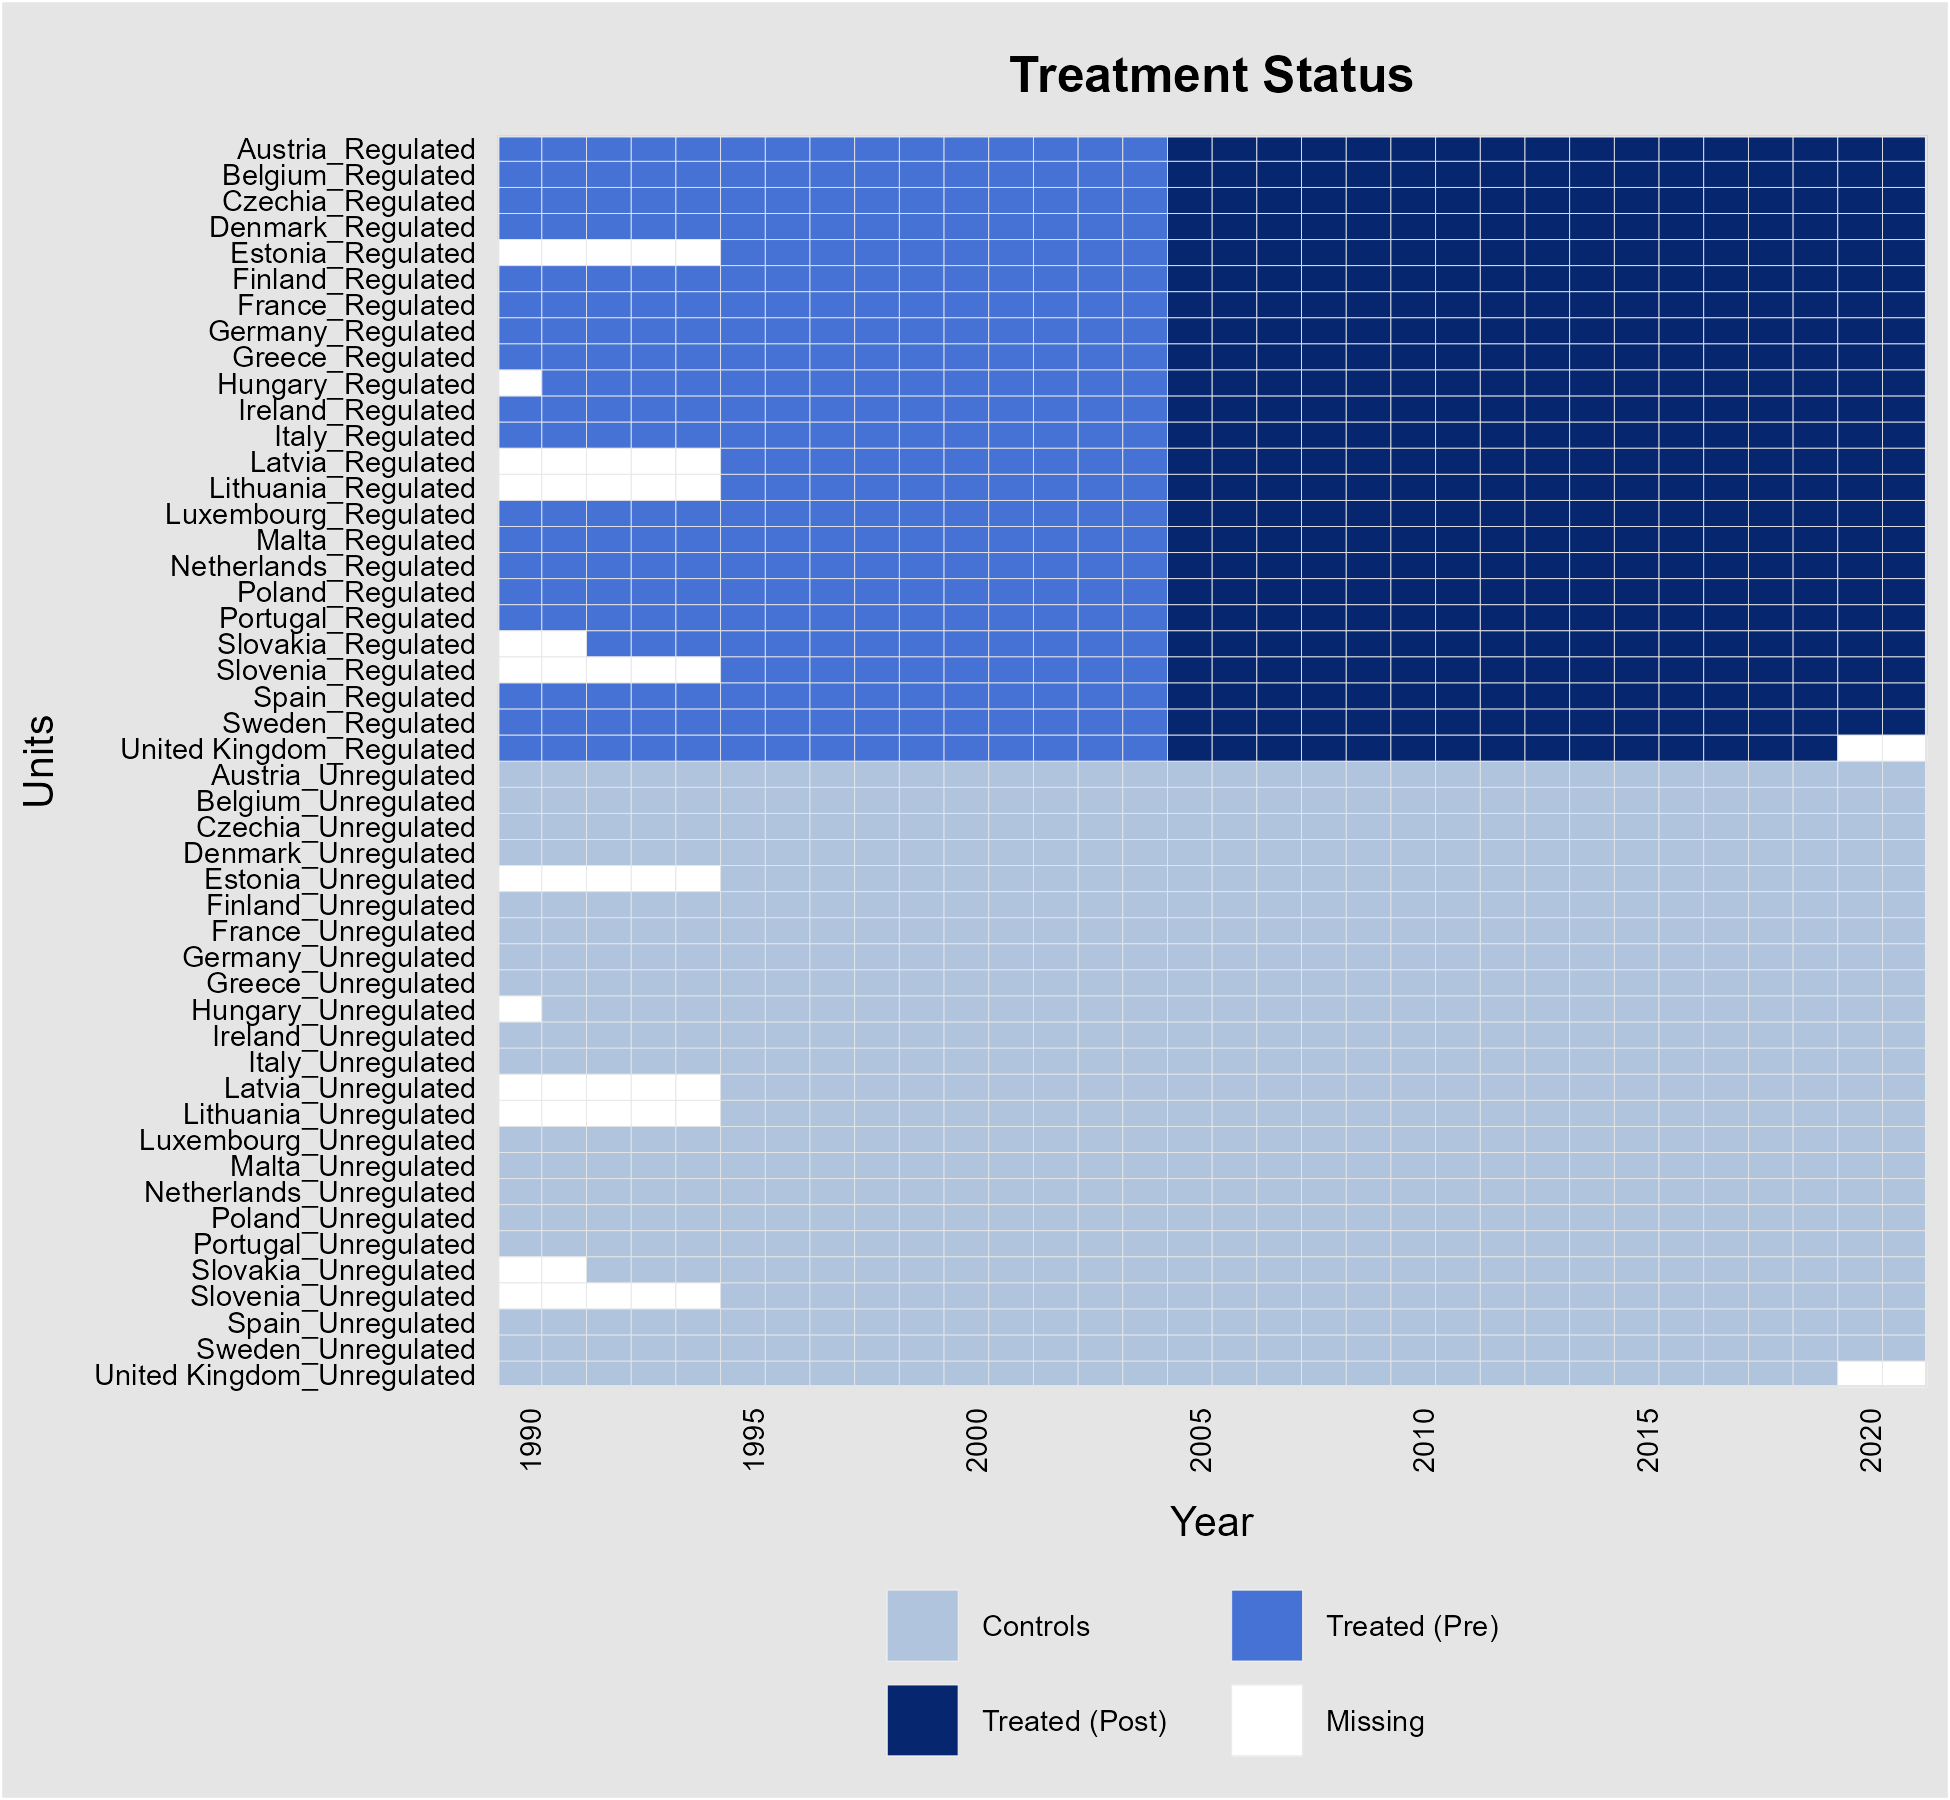 Treatment Status
Units
Austria_Regulated
Belgium_Regulated
Czechia_Regulated
Denmark_Regulated
Estonia_Regulated
Finland_Regulated
France_Regulated
Germany_Regulated
Greece_Regulated
Hungary_Regulated
Ireland_Regulated
Italy_Regulated
Latvia_Regulated
Lithuania_Regulated
Luxembourg_Regulated
Malta_Regulated
Netherlands_Regulated
Poland_Regulated
Portugal_Regulated
Slovakia_Regulated
Slovenia_Regulated
Spain_Regulated
Sweden_Regulated
United Kingdom_Regulated
Austria_Unregulated
Belgium_Unregulated
Czechia_Unregulated
Denmark_Unregulated
Estonia_Unregulated
Finland_Unregulated
France_Unregulated
Germany_Unregulated
Greece_Unregulated
Hungary_Unregulated
Ireland_Unregulated
Italy_Unregulated
Latvia_Unregulated
Lithuania_Unregulated
Luxembourg_Unregulated
Malta_Unregulated
Netherlands_Unregulated
Poland_Unregulated
Portugal_Unregulated
Slovakia_Unregulated
Slovenia_Unregulated
Spain_Unregulated
Sweden_Unregulated
United Kingdom_Unregulated
1990 1995 2000 2005 2010 2015 2020
Year
Controls Treated (Pre)
Treated (Post) Missing